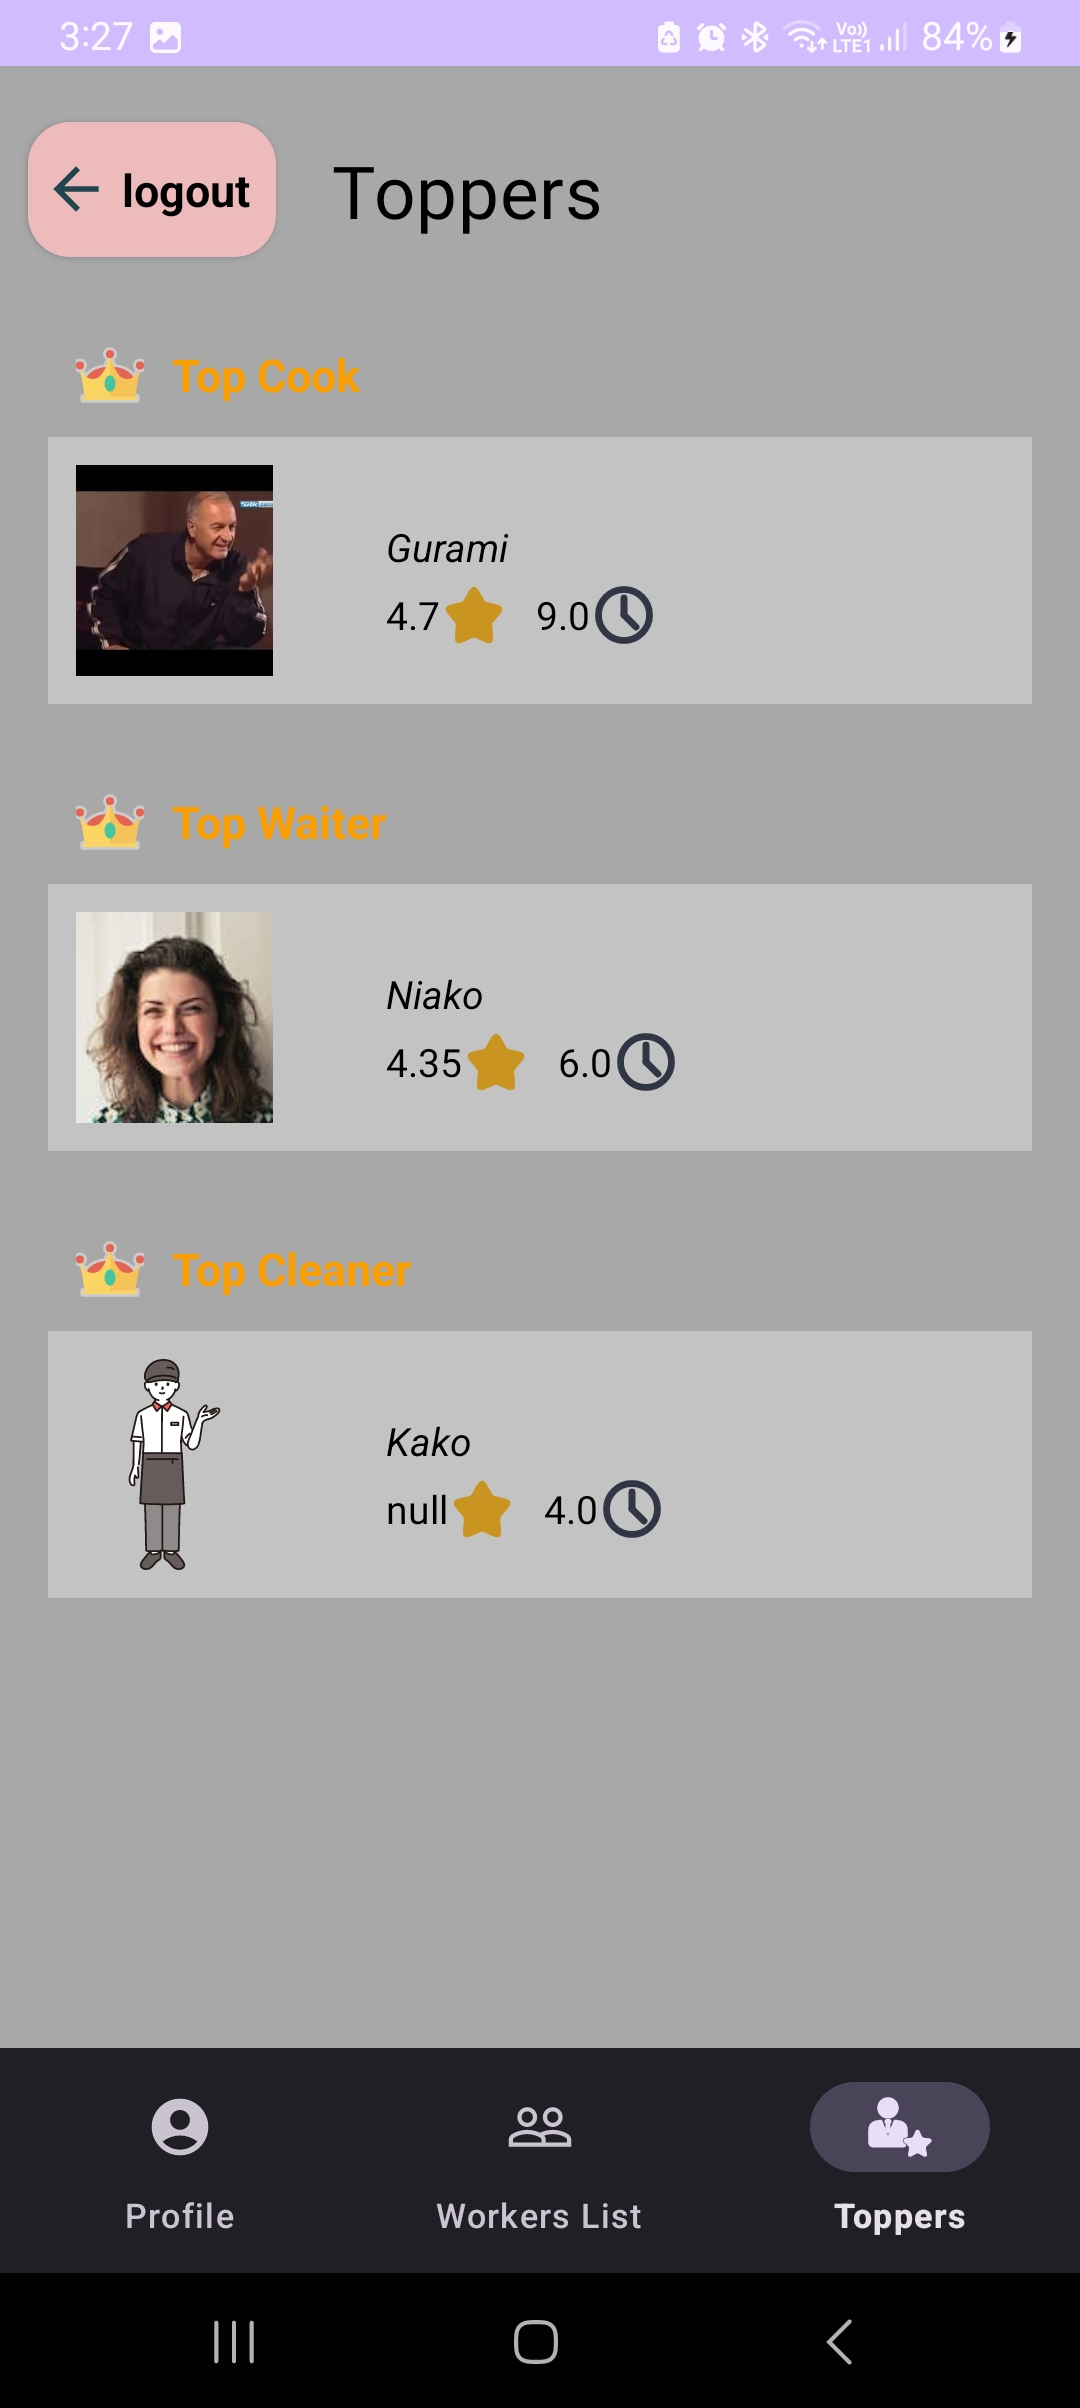 3:27 Vo)) LTE1 84%
logout Toppers
Top Cook
Gurami
4.7 9.0
Top Waiter
Niako
4.35 6.0
Top Cleaner
Kako
null 4.0
Profile Workers List Toppers